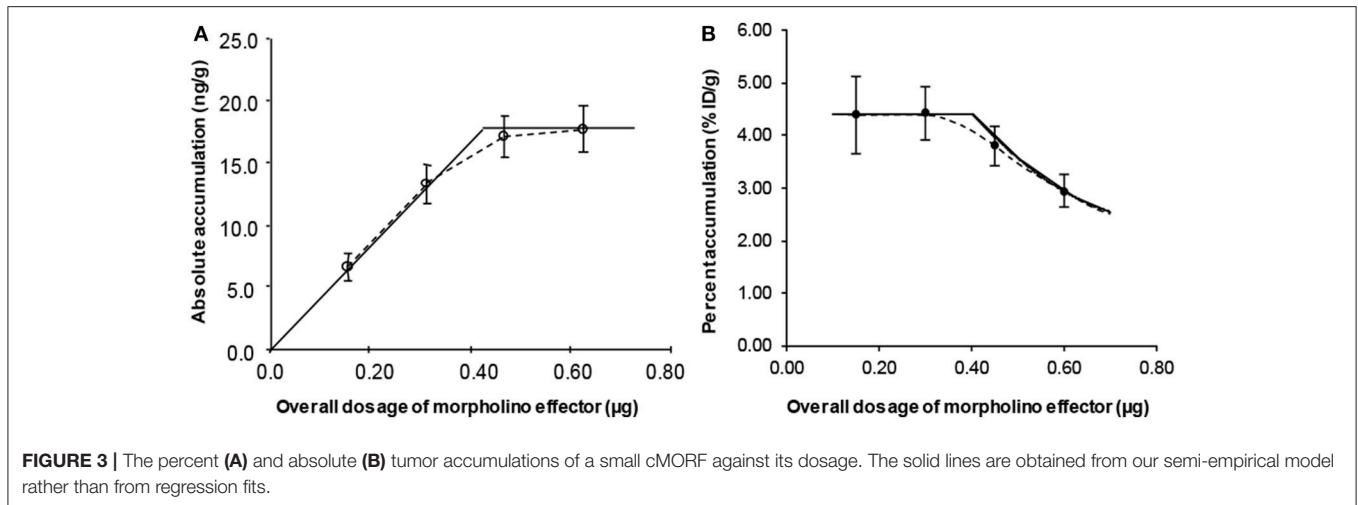 A
25.0
20.0
15.0
10.0
5.0
0.0
Absolute accumulation (ng/g)
0.0 0.20 0.40 0.60 0.80
Overall dosage of morpholino effector (µg)
B
6.00
5.00
4.00
3.00
2.00
1.00
0.00
Percent accumulation (% ID/g)
0.00 0.20 0.40 0.60 0.80
Overall dosage of morpholino effector (µg)
FIGURE 3 | The percent (A) and absolute (B) tumor accumulations of a small cMORF against its dosage. The solid lines are obtained from our semi-empirical model
rather than from regression fits.